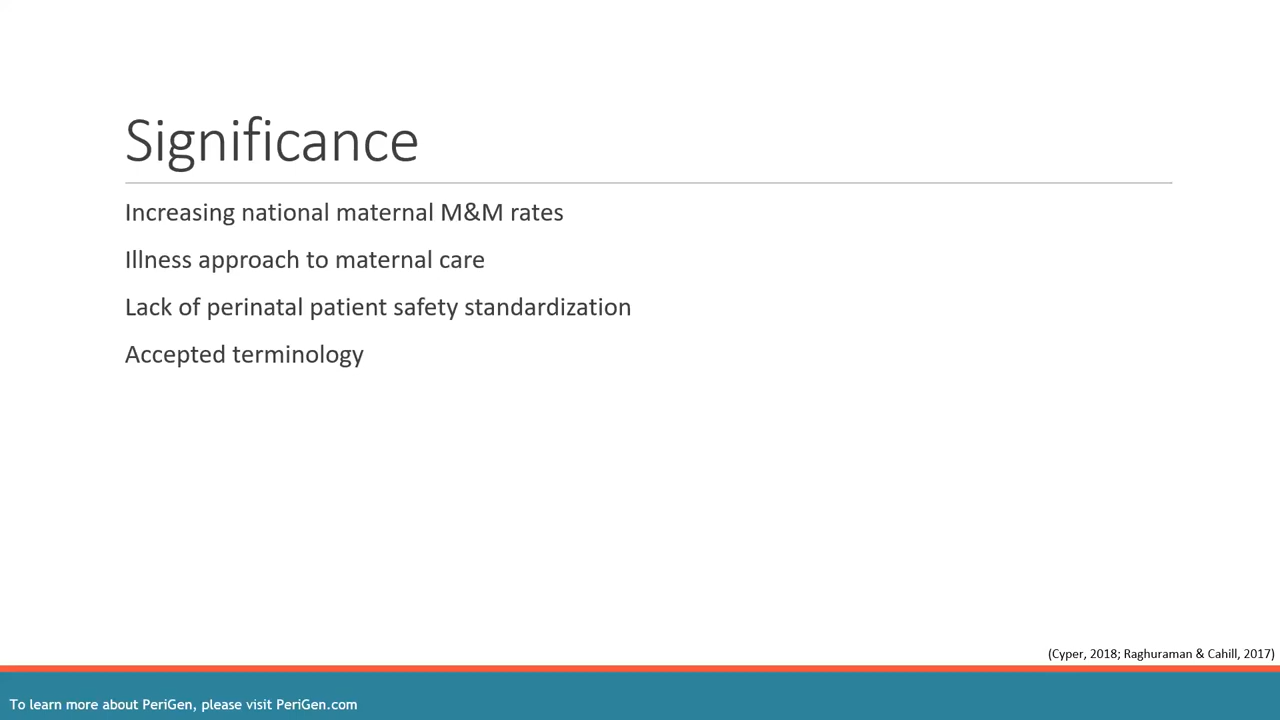 Significance
Increasing national maternal M&M rates
Illness approach to maternal care
Lack of perinatal patient safety standardization
Accepted terminology
(Cyper, 2018; Raghuraman & Cahill, 2017)
To learn more about PeriGen, please visit PeriGen.com